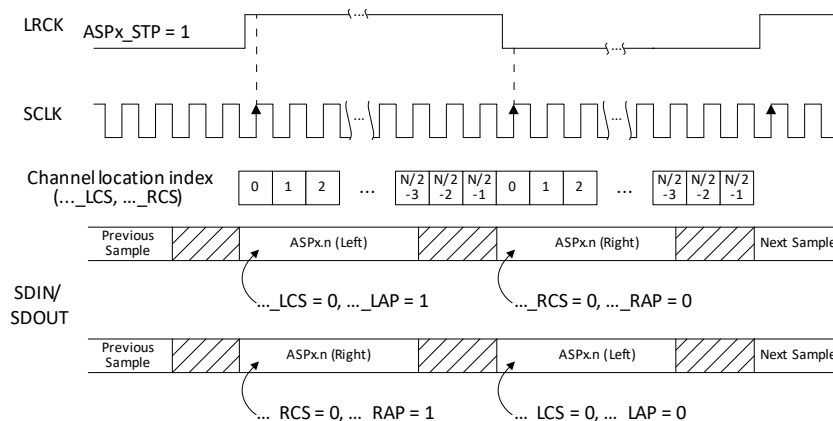 LRCK
ASPx_STP = 1
...
...
SCLK
...
...
Channel location index
(..._LCS, ..._RCS)
0 1 2 ... N/2-3 N/2-2 N/2-1 0 1 2 ... N/2-3 N/2-2 N/2-1
Previous Sample ASPx.n (Left) ASPx.n (Right) Next Sample
..._LCS = 0, ..._LAP = 1 ..._RCS = 0, ..._RAP = 0
SDIN/
SDOUT
Previous Sample ASPx.n (Right) ASPx.n (Left) Next Sample
... RCS = 0, ... RAP = 1 ... LCS = 0, ... LAP = 0